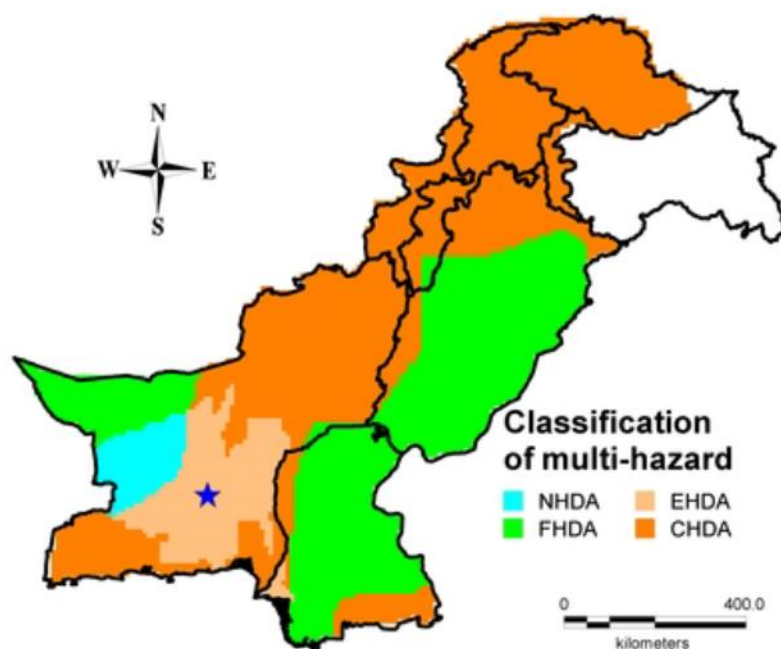 N
W E
S
Classification
of multi-hazard
NHDA EHDA
FHDA CHDA
0 400.0
kilometers